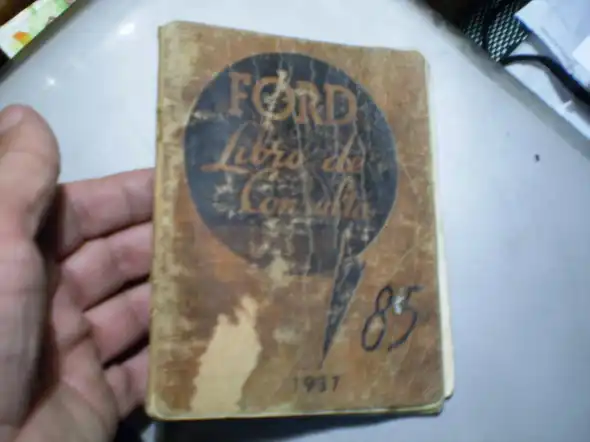 FORD
Libro de
Consulta
85
1937